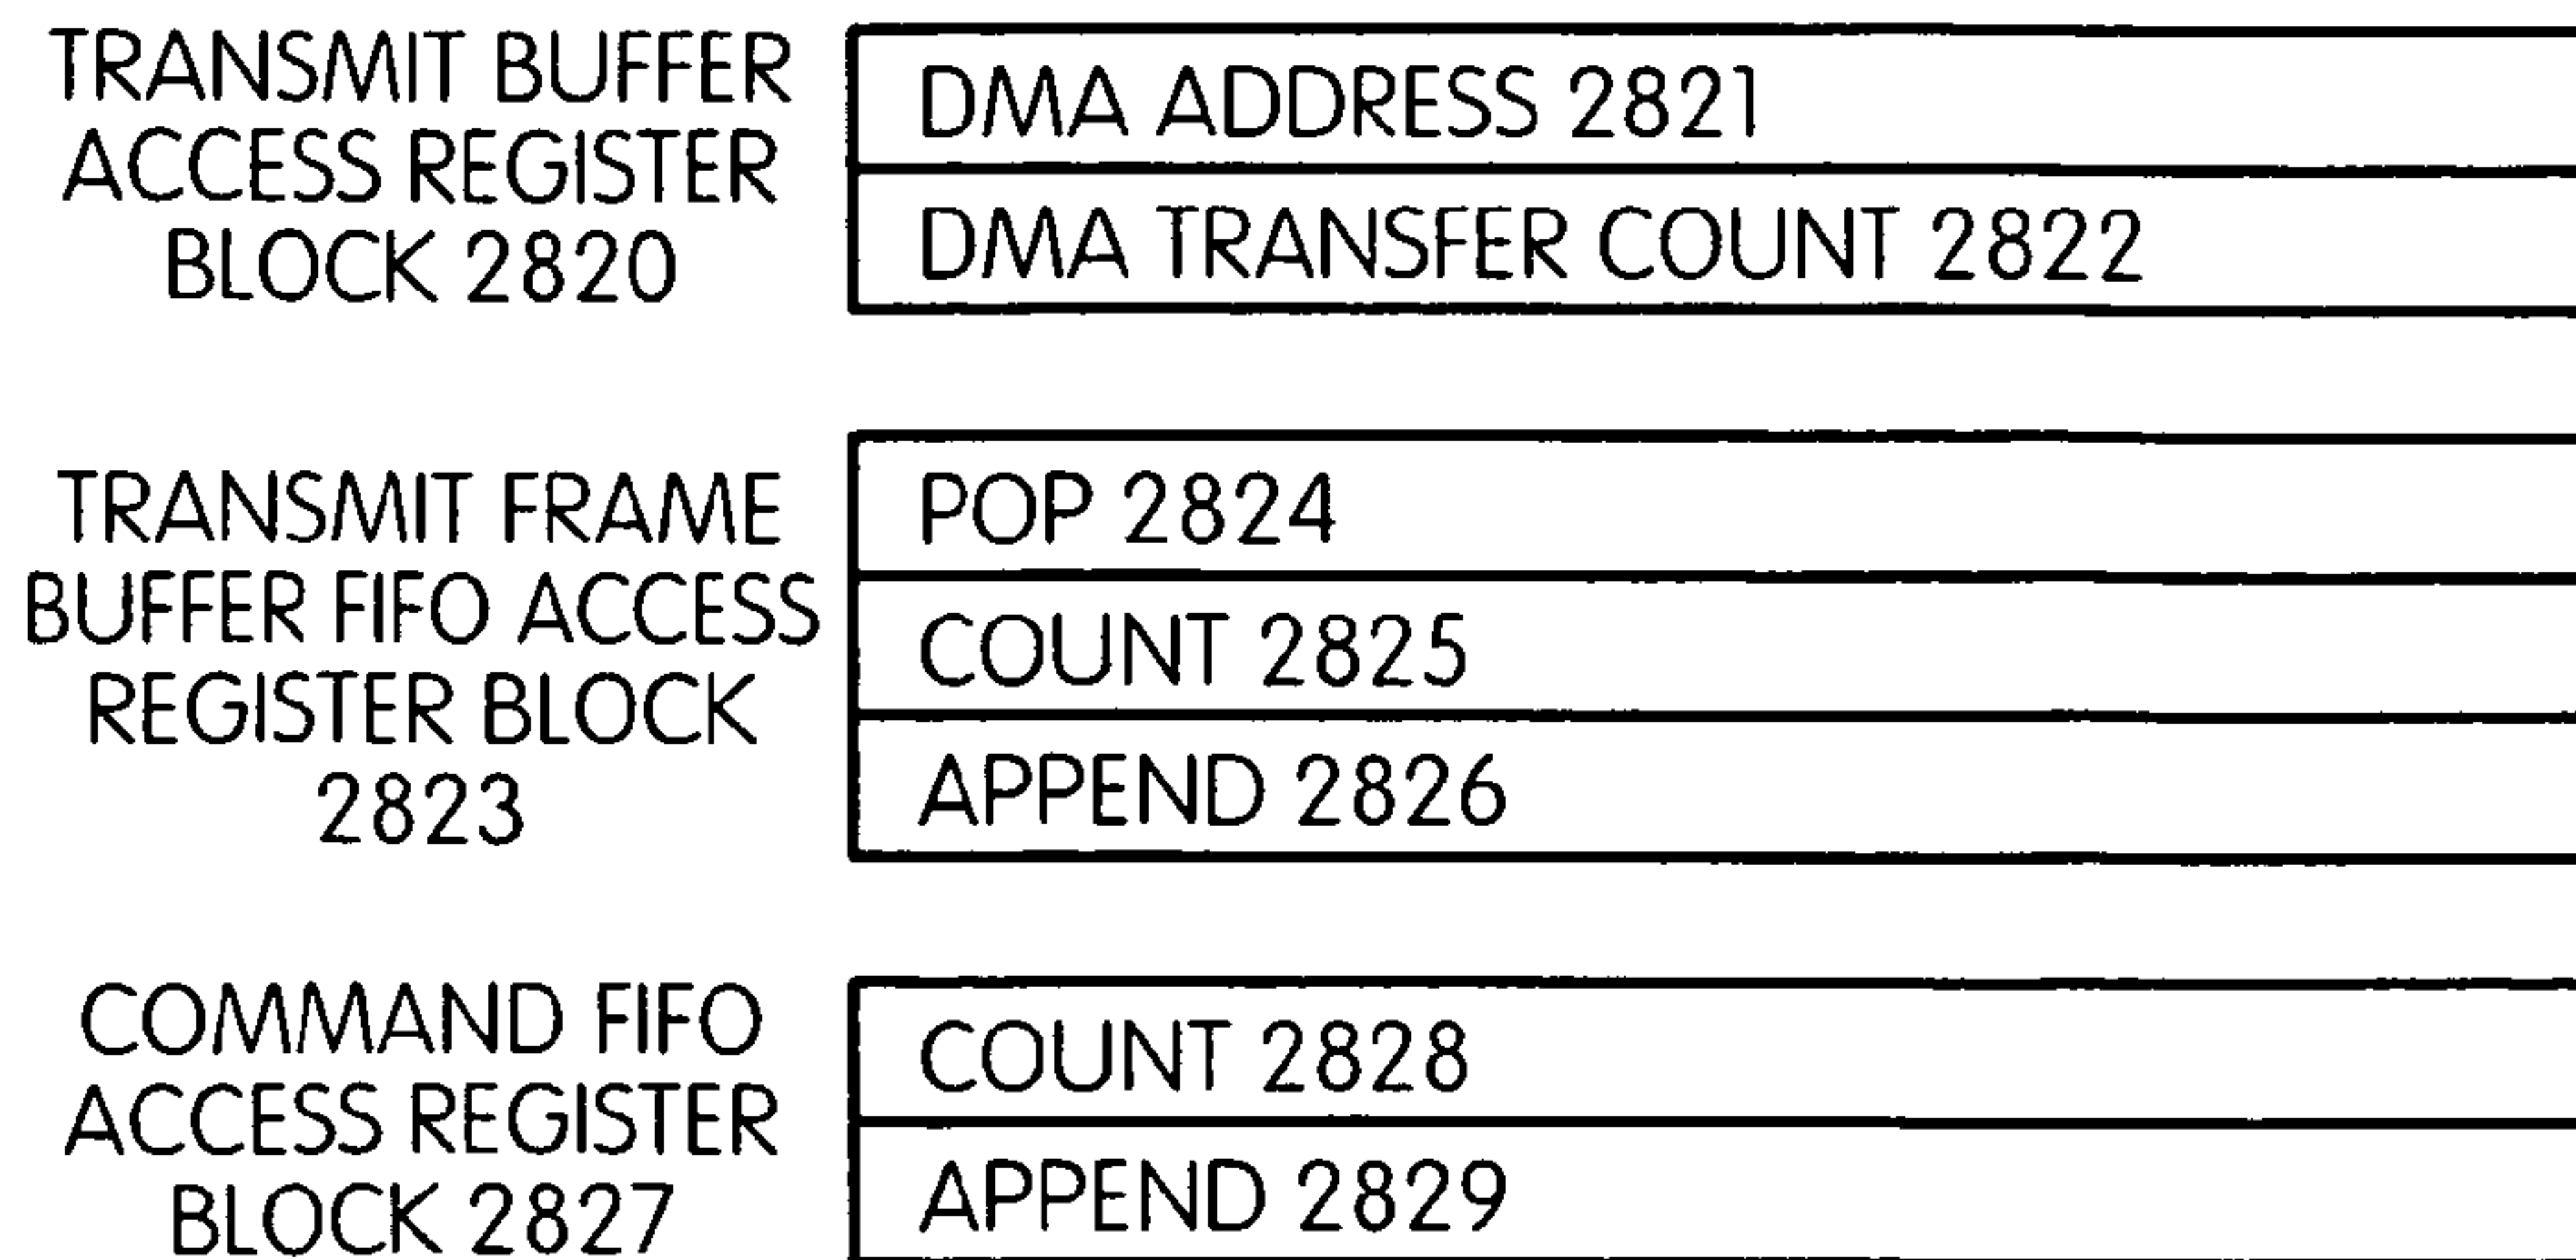 TRANSMIT BUFFER
ACCESS REGISTER
BLOCK 2820
DMA ADDRESS 2821
DMA TRANSFER COUNT 2822
TRANSMIT FRAME
BUFFER FIFO ACCESS
REGISTER BLOCK
2823
POP 2824
COUNT 2825
APPEND 2826
COMMAND FIFO
ACCESS REGISTER
BLOCK 2827
COUNT 2828
APPEND 2829